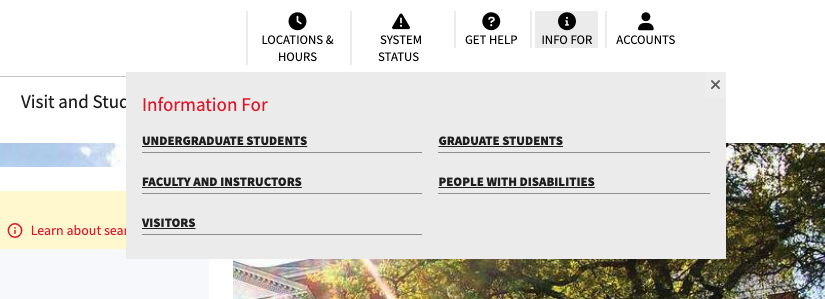 LOCATIONS &
HOURS
SYSTEM
STATUS
GET HELP
INFO FOR
ACCOUNTS
Visit and Stud
Information For
UNDERGRADUATE STUDENTS
GRADUATE STUDENTS
FACULTY AND INSTRUCTORS
PEOPLE WITH DISABILITIES
VISITORS
Learn about sear